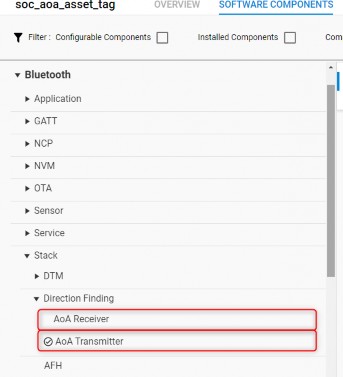 soc_aoa_asset_tag OVERVIEW SOFTWARE COMPONENTS
Filter : Configurable Components Installed Components Com
Bluetooth
Application
GATT
NCP
NVM
OTA
Sensor
Service
Stack
DTM
Direction Finding
AoA Receiver
AoA Transmitter
AFH